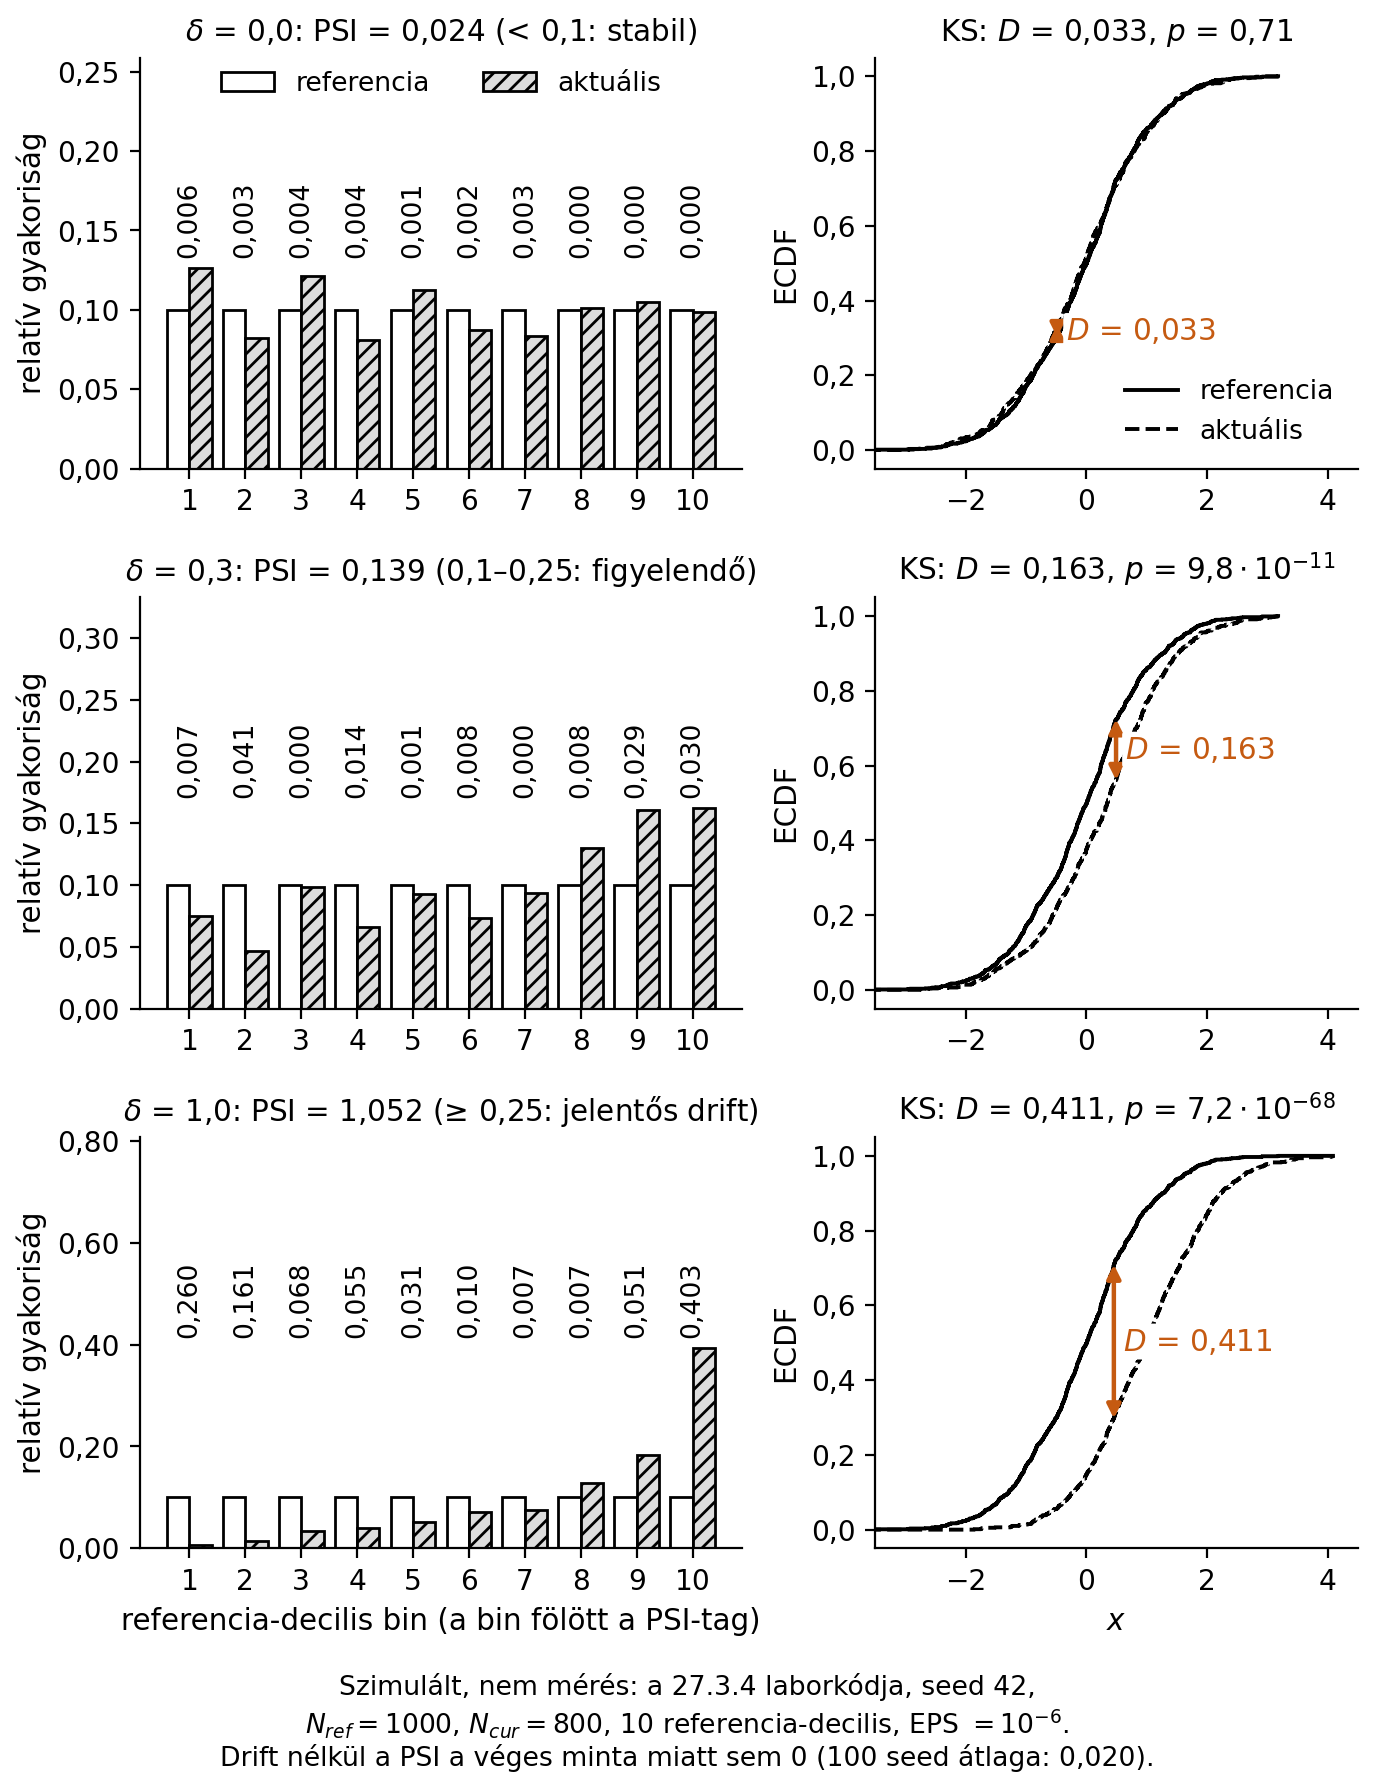 δ = 0,0: PSI = 0,024 (< 0,1: stabil)
referencia
aktuális
0,25
0,20
0,15
0,10
0,05
0,00
relatív gyakoriság
0,006
0,003
0,004
0,004
0,001
0,002
0,003
0,000
0,000
0,000
1 2 3 4 5 6 7 8 9 10
KS: D = 0,033, p = 0,71
1,0
0,8
0,6
0,4
0,2
0,0
ECDF
D = 0,033
referencia
aktuális
−2 0 2 4
δ = 0,3: PSI = 0,139 (0,1–0,25: figyelendő)
0,30
0,25
0,20
0,15
0,10
0,05
0,00
relatív gyakoriság
0,007
0,041
0,000
0,014
0,001
0,008
0,000
0,008
0,029
0,030
1 2 3 4 5 6 7 8 9 10
KS: D = 0,163, p = 9,8 · 10⁻¹¹
1,0
0,8
0,6
0,4
0,2
0,0
ECDF
D = 0,163
−2 0 2 4
δ = 1,0: PSI = 1,052 (≥ 0,25: jelentős drift)
0,80
0,60
0,40
0,20
0,00
relatív gyakoriság
0,260
0,161
0,068
0,055
0,031
0,010
0,007
0,007
0,051
0,403
1 2 3 4 5 6 7 8 9 10
referencia-decilis bin (a bin fölött a PSI-tag)
KS: D = 0,411, p = 7,2 · 10⁻⁶⁸
1,0
0,8
0,6
0,4
0,2
0,0
ECDF
D = 0,411
−2 0 2 4
x
Szimulált, nem mérés: a 27.3.4 laborkódja, seed 42,
N_ref = 1000, N_cur = 800, 10 referencia-decilis, EPS = 10⁻⁶.
Drift nélkül a PSI a véges minta miatt sem 0 (100 seed átlaga: 0,020).